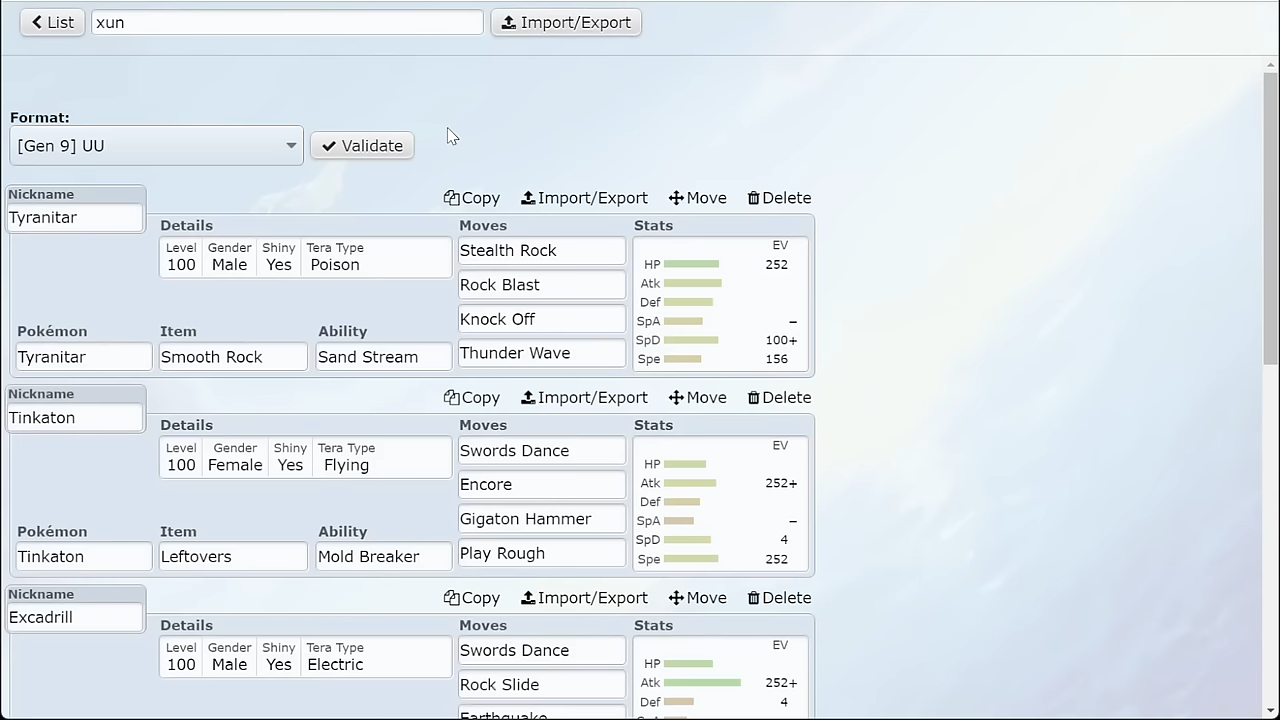 List
xun
Import/Export
Format:
[Gen 9] UU
Validate
Nickname
Tyranitar
Copy Import/Export Move Delete
Details
Level Gender Shiny Tera Type
100 Male Yes Poison
Pokémon Item Ability
Tyranitar Smooth Rock Sand Stream
Moves
Stealth Rock
Rock Blast
Knock Off
Thunder Wave
Stats
EV
HP 252
Atk
Def
SpA –
SpD 100+
Spe 156
Nickname
Tinkaton
Copy Import/Export Move Delete
Details
Level Gender Shiny Tera Type
100 Female Yes Flying
Pokémon Item Ability
Tinkaton Leftovers Mold Breaker
Moves
Swords Dance
Encore
Gigaton Hammer
Play Rough
Stats
EV
HP
Atk 252+
Def
SpA –
SpD 4
Spe 252
Nickname
Excadrill
Copy Import/Export Move Delete
Details
Level Gender Shiny Tera Type
100 Male Yes Electric
Moves
Swords Dance
Rock Slide
Earthquake
Stats
EV
HP
Atk 252+
Def 4